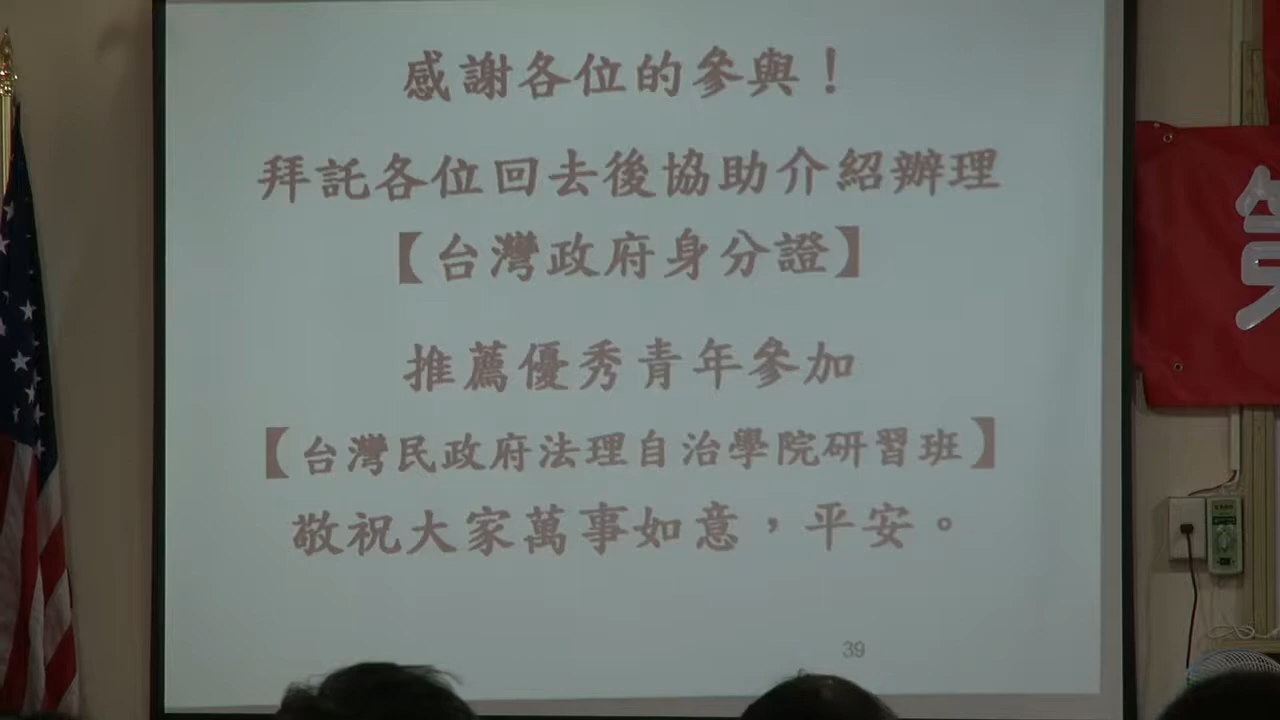 感謝各位的參與！
拜託各位回去後協助介紹辦理
【台灣政府身分證】
推薦優秀青年參加
【台灣民政府法理自治學院研習班】
敬祝大家萬事如意，平安。
39